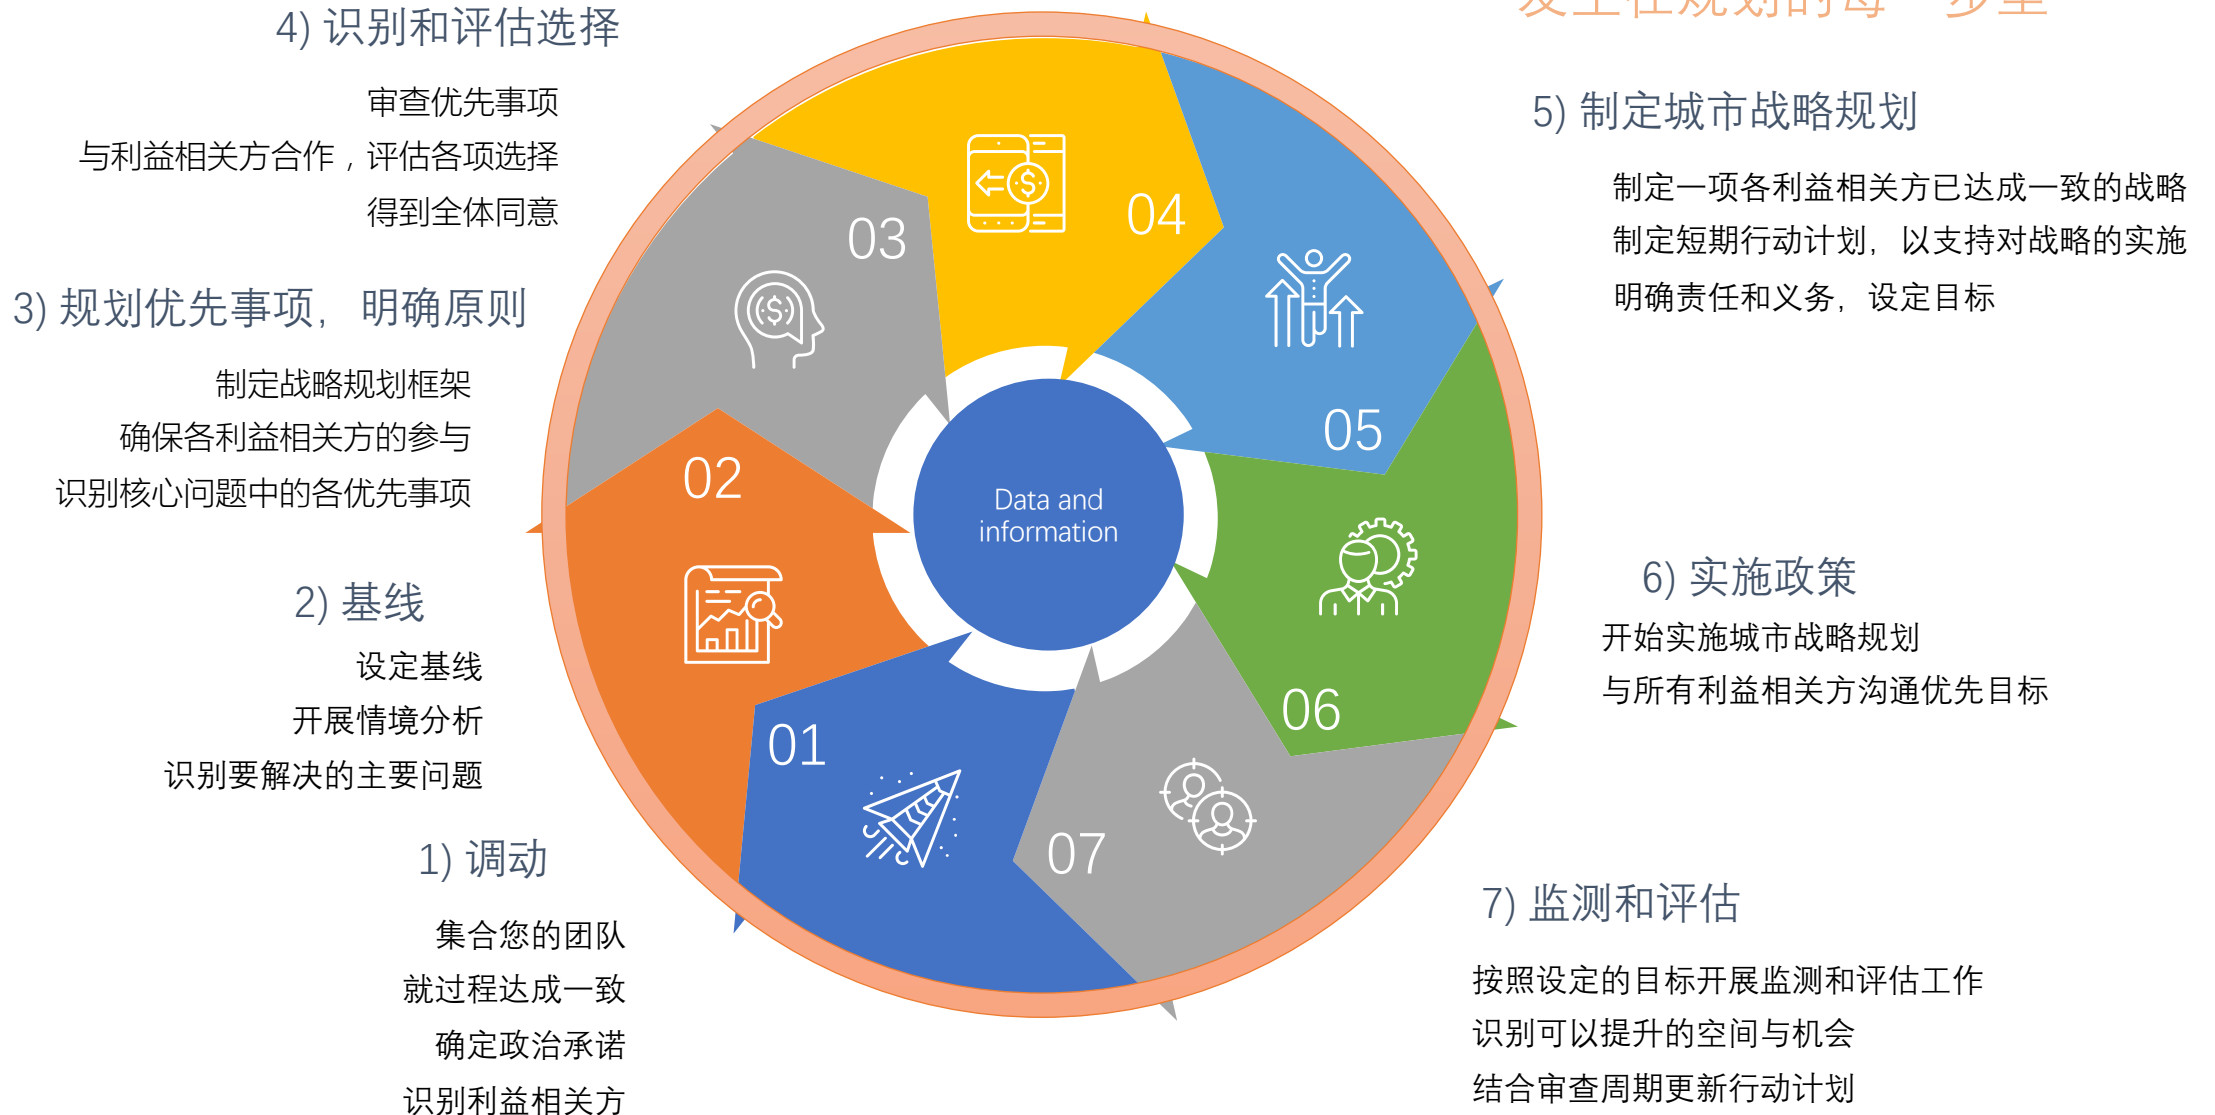 发生在规划的每一步里
4) 识别和评估选择
审查优先事项
与利益相关方合作，评估各项选择
得到全体同意
3) 规划优先事项，明确原则
制定战略规划框架
确保各利益相关方的参与
识别核心问题中的各优先事项
2) 基线
设定基线
开展情境分析
识别要解决的主要问题
1) 调动
集合您的团队
就过程达成一致
确定政治承诺
识别利益相关方
03
04
02
05
Data and
information
01
06
07
5) 制定城市战略规划
制定一项各利益相关方已达成一致的战略
制定短期行动计划，以支持对战略的实施
明确责任和义务，设定目标
6) 实施政策
开始实施城市战略规划
与所有利益相关方沟通优先目标
7) 监测和评估
按照设定的目标开展监测和评估工作
识别可以提升的空间与机会
结合审查周期更新行动计划